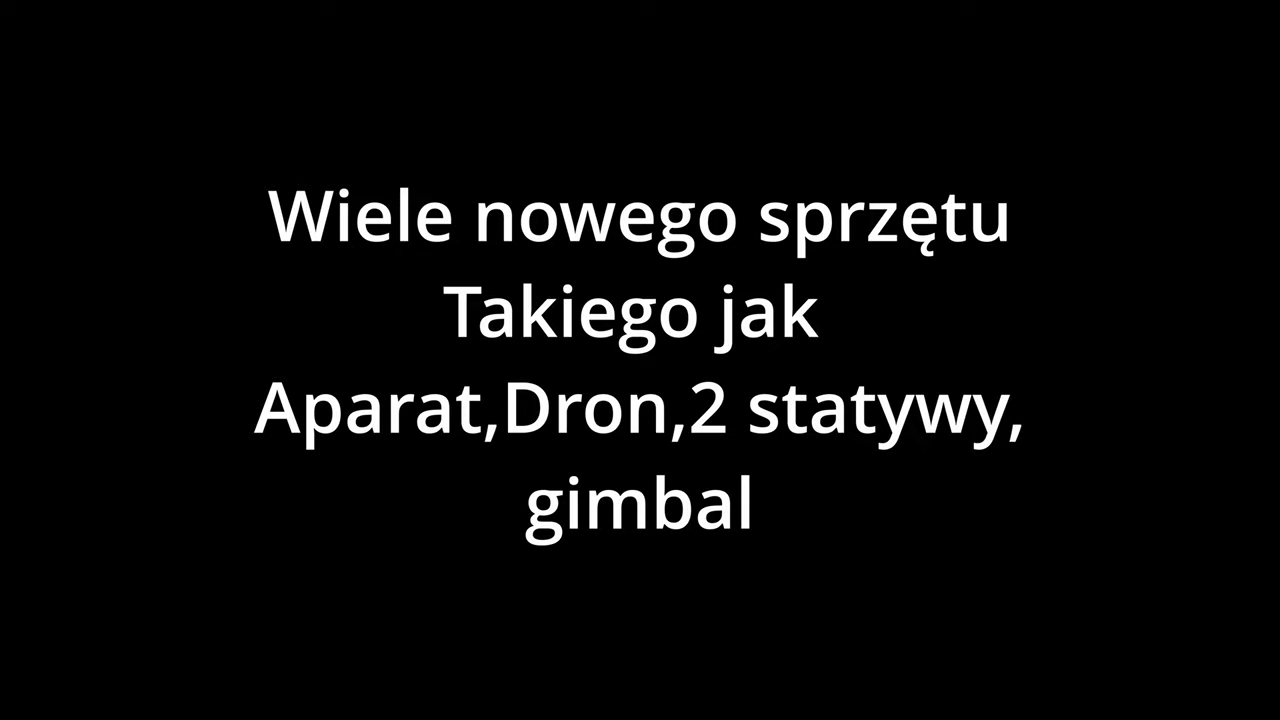 Wiele nowego sprzętu
Takiego jak
Aparat,Dron,2 statywy,
gimbal